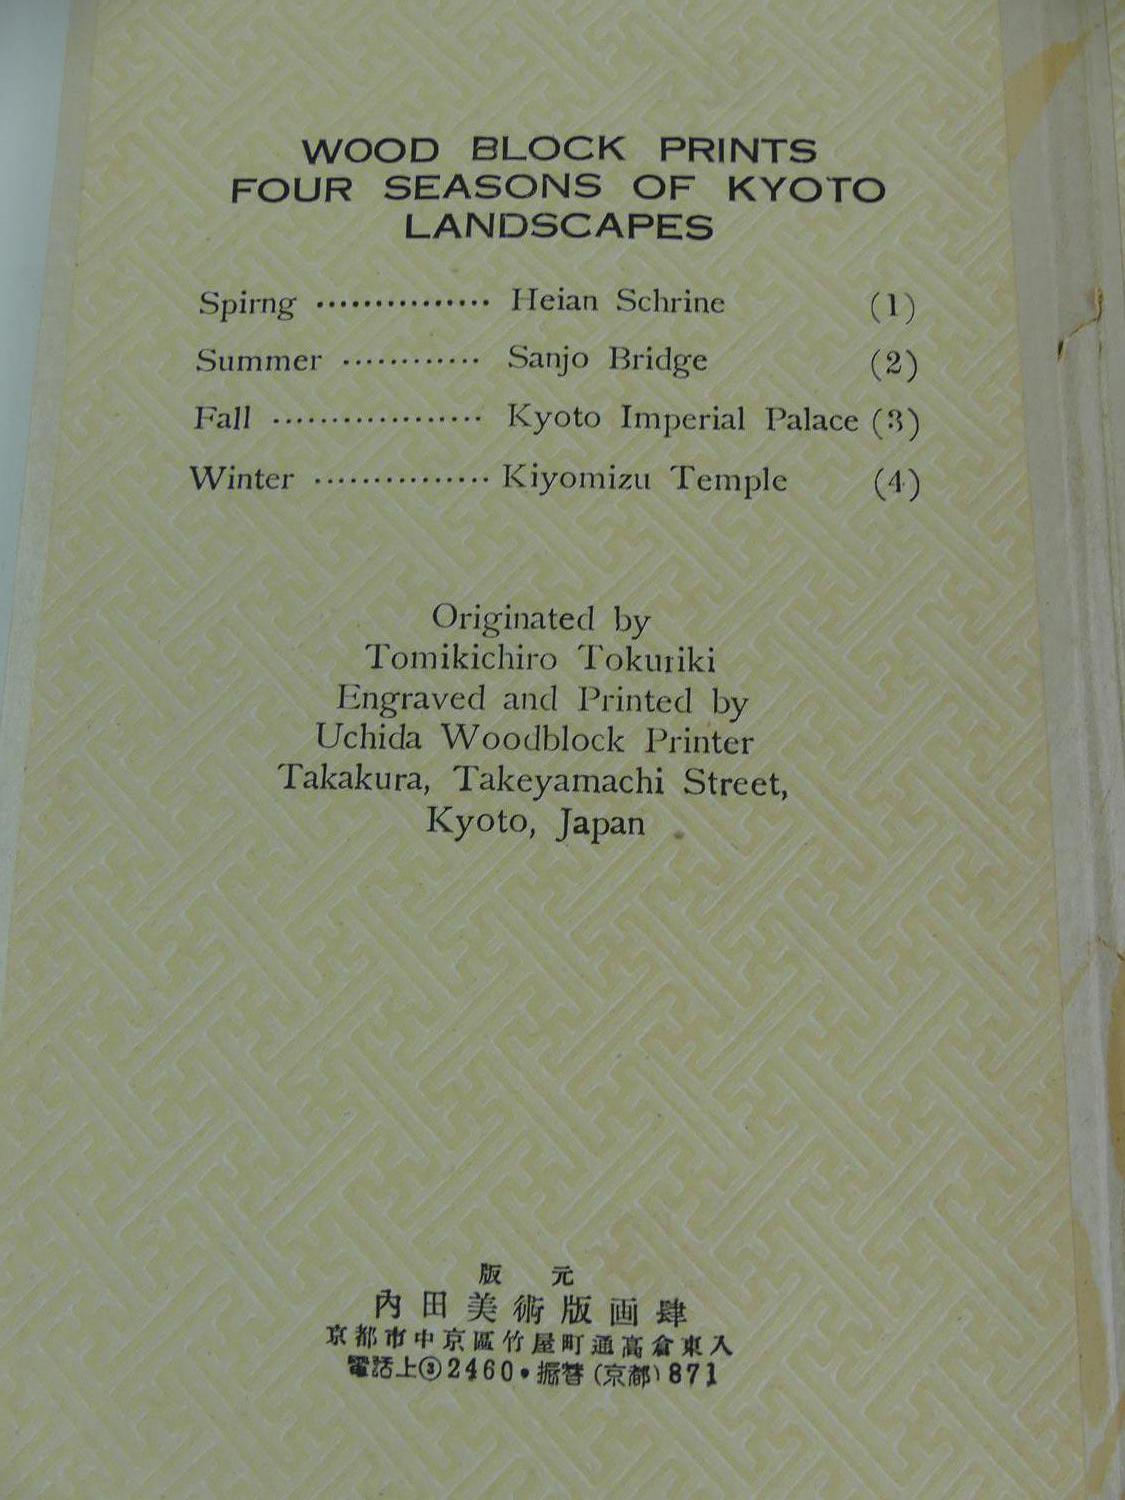 WOOD BLOCK PRINTS
FOUR SEASONS OF KYOTO
LANDSCAPES
Spirng ··············· Heian Schrine (1)
Summer ············ Sanjo Bridge (2)
Fall ·················· Kyoto Imperial Palace (3)
Winter ··············· Kiyomizu Temple (4)
Originated by
Tomikichiro Tokuriki
Engraved and Printed by
Uchida Woodblock Printer
Takakura, Takeyamachi Street,
Kyoto, Japan
版 元
內田美術版画肆
京都市中京區竹屋町通高倉東入
電話上③2460・振替(京都)871